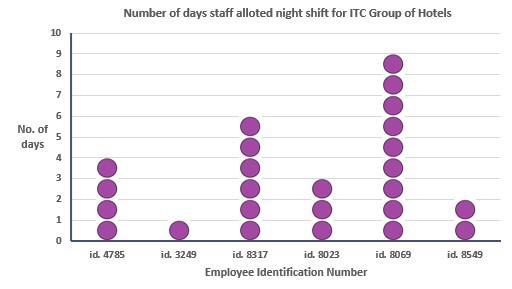 Number of days staff alloted night shift for ITC Group of Hotels
10
9
8
7
6
5
4
3
2
1
0
No. of
days
id. 4785
id. 3249
id. 8317
id. 8023
id. 8069
id. 8549
Employee Identification Number